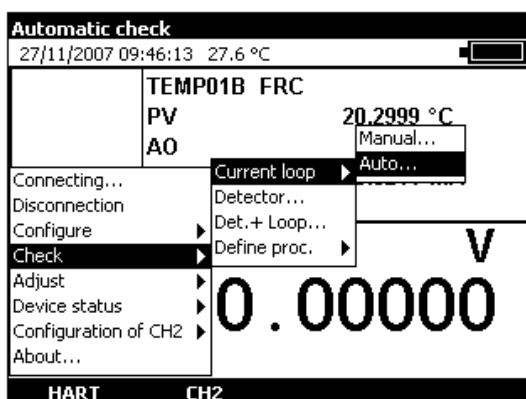 Automatic check
27/11/2007 09:46:13 27.6 °C
TEMP01B FRC
PV 20.2999 °C
AO
Manual...
Auto...
Current loop
Detector...
Det.+ Loop...
Define proc.
Connecting...
Disconnection
Configure
Check
Adjust
Device status
Configuration of CH2
About...
V
0.00000
HART CH2